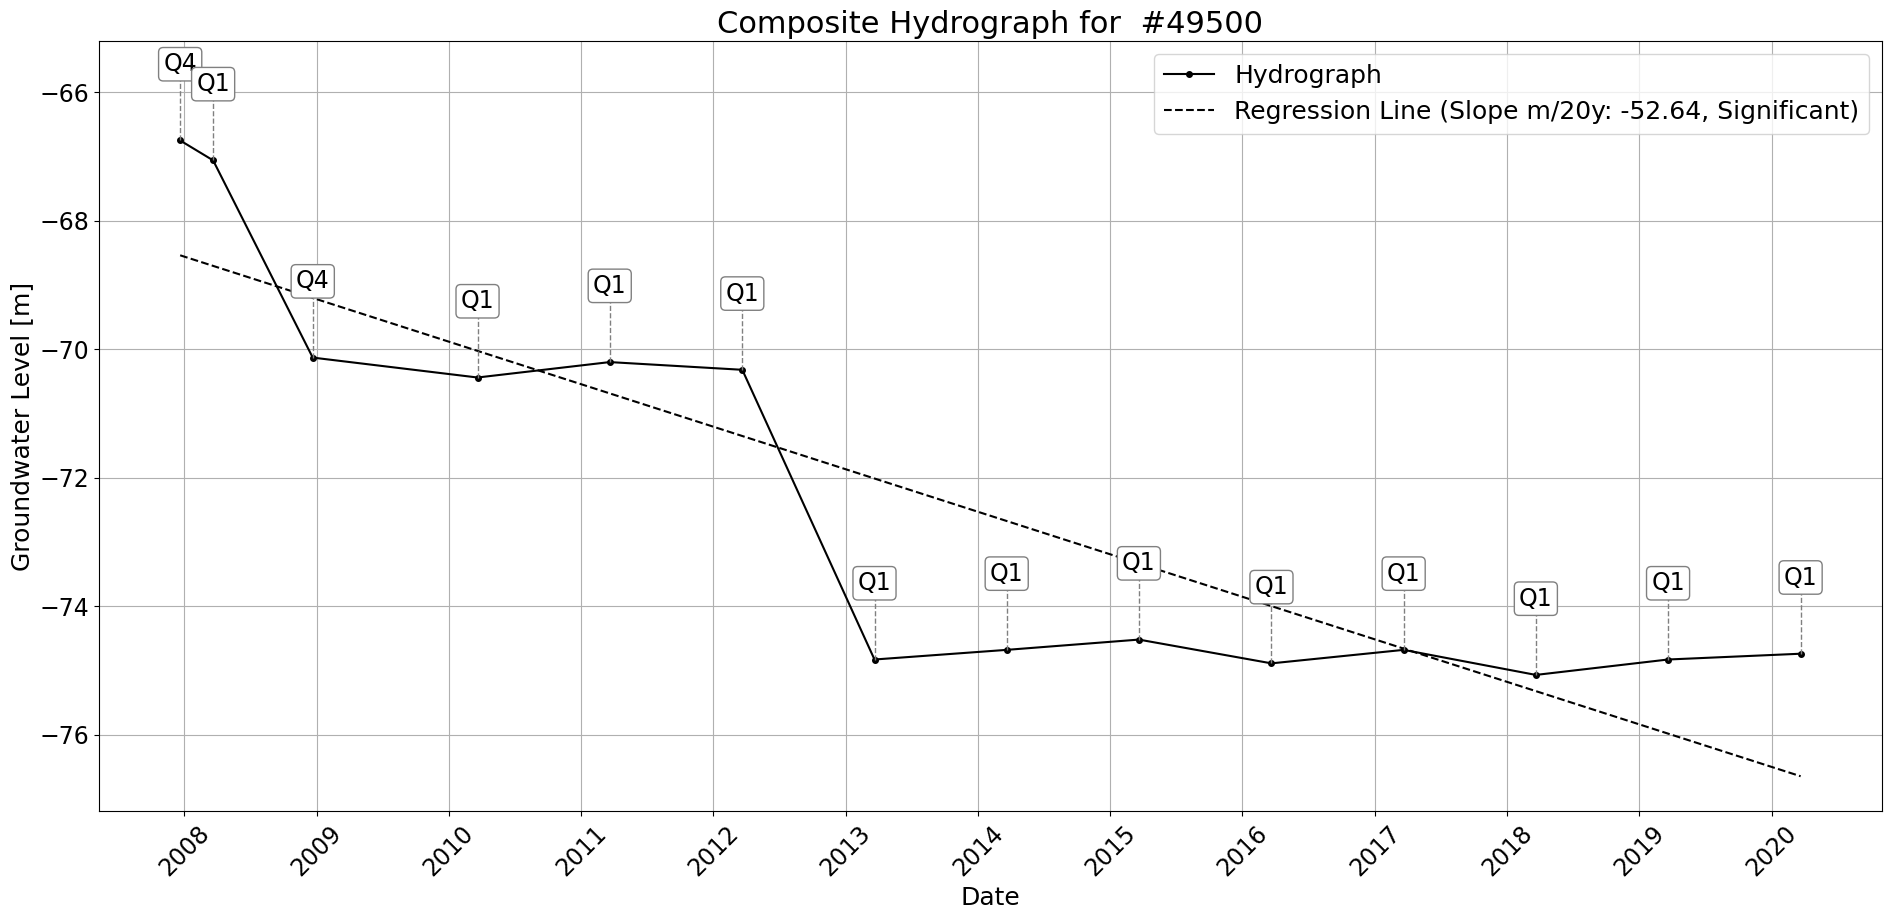 Composite Hydrograph for  #49500
Hydrograph
Regression Line (Slope m/20y: -52.64, Significant)
Groundwater Level [m]
−66
−68
−70
−72
−74
−76
Q4
Q1
Q4
Q1
Q1
Q1
Q1
Q1
Q1
Q1
Q1
Q1
Q1
Q1
2008
2009
2010
2011
2012
2013
2014
2015
2016
2017
2018
2019
2020
Date